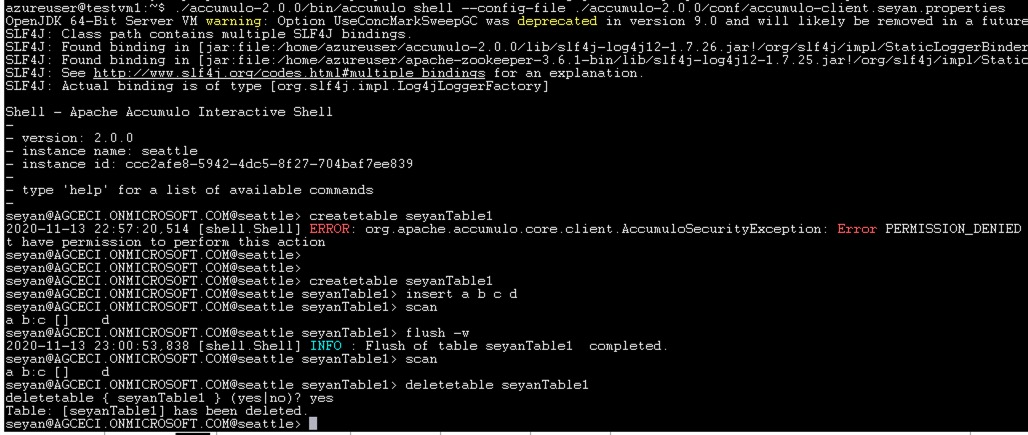 azureuser@testvm1:~$ ./accumulo-2.0.0/bin/accumulo shell --config-file ./accumulo-2.0.0/conf/accumulo-client.seyan.properties
OpenJDK 64-Bit Server VM warning: Option UseConcMarkSweepGC was deprecated in version 9.0 and will likely be removed in a future
SLF4J: Class path contains multiple SLF4J bindings.
SLF4J: Found binding in [jar:file:/home/azureuser/accumulo-2.0.0/lib/slf4j-log4j12-1.7.26.jar!/org/slf4j/impl/StaticLoggerBinder
SLF4J: Found binding in [jar:file:/home/azureuser/apache-zookeeper-3.6.1-bin/lib/slf4j-log4j12-1.7.25.jar!/org/slf4j/impl/Static
SLF4J: See http://www.slf4j.org/codes.html#multiple_bindings for an explanation.
SLF4J: Actual binding is of type [org.slf4j.impl.Log4jLoggerFactory]
Shell - Apache Accumulo Interactive Shell
-
- version: 2.0.0
- instance name: seattle
- instance id: ccc2afe8-5942-4dc5-8f27-704baf7ee839
-
- type 'help' for a list of available commands
-
seyan@AGCECI.ONMICROSOFT.COM@seattle> createtable seyanTable1
2020-11-13 22:57:20,514 [shell.Shell] ERROR: org.apache.accumulo.core.client.AccumuloSecurityException: Error PERMISSION_DENIED
t have permission to perform this action
seyan@AGCECI.ONMICROSOFT.COM@seattle>
seyan@AGCECI.ONMICROSOFT.COM@seattle>
seyan@AGCECI.ONMICROSOFT.COM@seattle> createtable seyanTable1
seyan@AGCECI.ONMICROSOFT.COM@seattle seyanTable1> insert a b c d
seyan@AGCECI.ONMICROSOFT.COM@seattle seyanTable1> scan
a b:c []    d
seyan@AGCECI.ONMICROSOFT.COM@seattle seyanTable1> flush -w
2020-11-13 23:00:53,838 [shell.Shell] INFO : Flush of table seyanTable1  completed.
seyan@AGCECI.ONMICROSOFT.COM@seattle seyanTable1> scan
a b:c []    d
seyan@AGCECI.ONMICROSOFT.COM@seattle seyanTable1> deletetable seyanTable1
deletetable { seyanTable1 } (yes|no)? yes
Table: [seyanTable1] has been deleted.
seyan@AGCECI.ONMICROSOFT.COM@seattle>